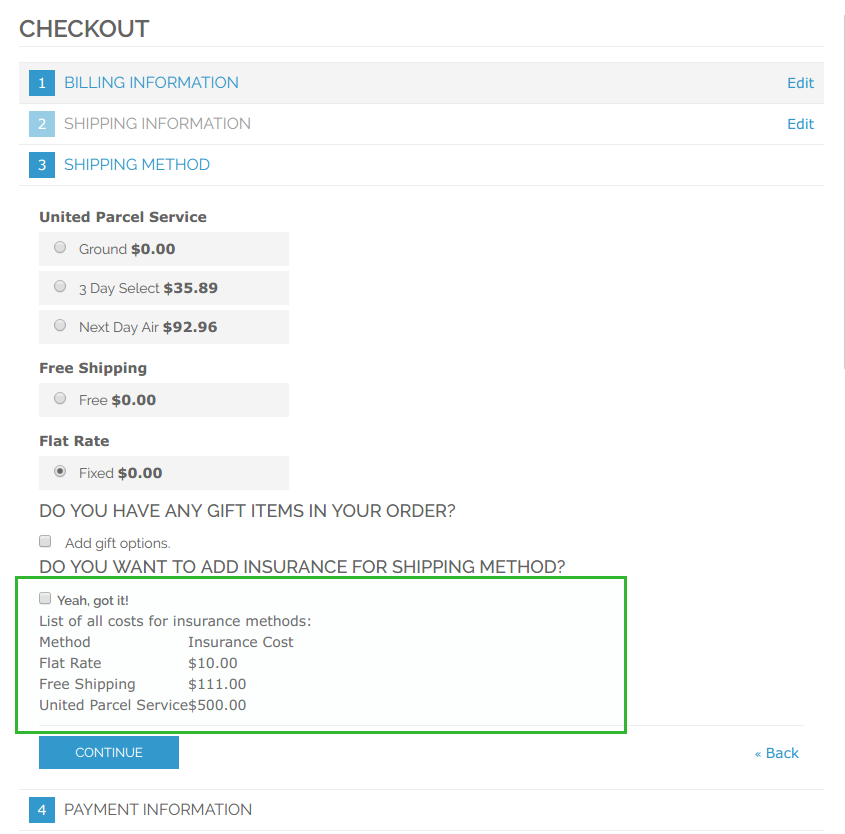 CHECKOUT
1 BILLING INFORMATION Edit
2 SHIPPING INFORMATION Edit
3 SHIPPING METHOD
United Parcel Service
Ground $0.00
3 Day Select $35.89
Next Day Air $92.96
Free Shipping
Free $0.00
Flat Rate
Fixed $0.00
DO YOU HAVE ANY GIFT ITEMS IN YOUR ORDER?
Add gift options.
DO YOU WANT TO ADD INSURANCE FOR SHIPPING METHOD?
Yeah, got it!
List of all costs for insurance methods:
Method Insurance Cost
Flat Rate $10.00
Free Shipping $111.00
United Parcel Service$500.00
CONTINUE « Back
4 PAYMENT INFORMATION